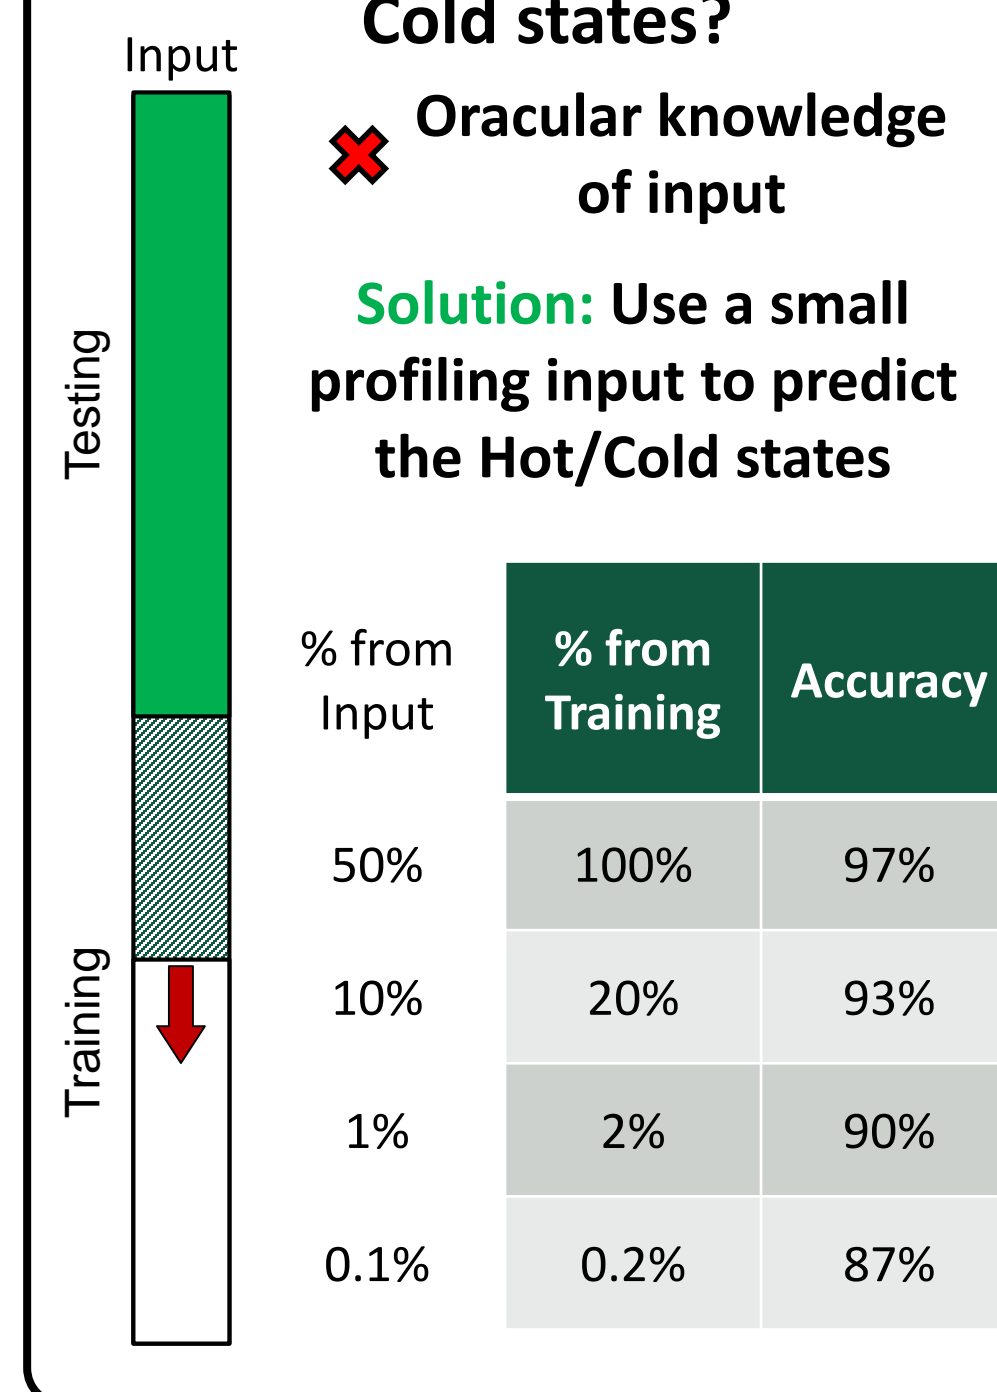 Cold states?
Input
Oracular knowledge
of input
Solution: Use a small
profiling input to predict
the Hot/Cold states
Testing
Training
% from
Input
% from
Training
Accuracy
50% 100% 97%
10% 20% 93%
1% 2% 90%
0.1% 0.2% 87%